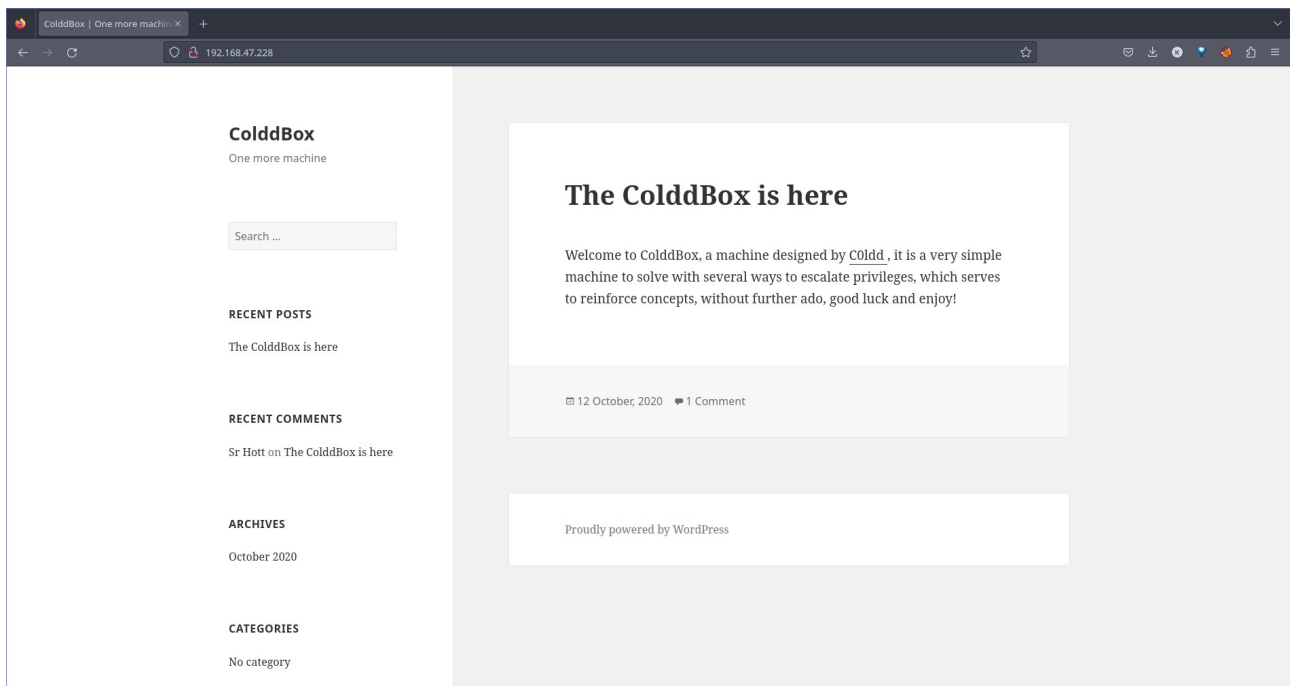 ColddBox | One more machin
192.168.47.228
ColddBox
One more machine
Search ...
RECENT POSTS
The ColddBox is here
RECENT COMMENTS
Sr Hott on The ColddBox is here
ARCHIVES
October 2020
CATEGORIES
No category
The ColddBox is here
Welcome to ColddBox, a machine designed by C0ldd , it is a very simple
machine to solve with several ways to escalate privileges, which serves
to reinforce concepts, without further ado, good luck and enjoy!
12 October, 2020 1 Comment
Proudly powered by WordPress